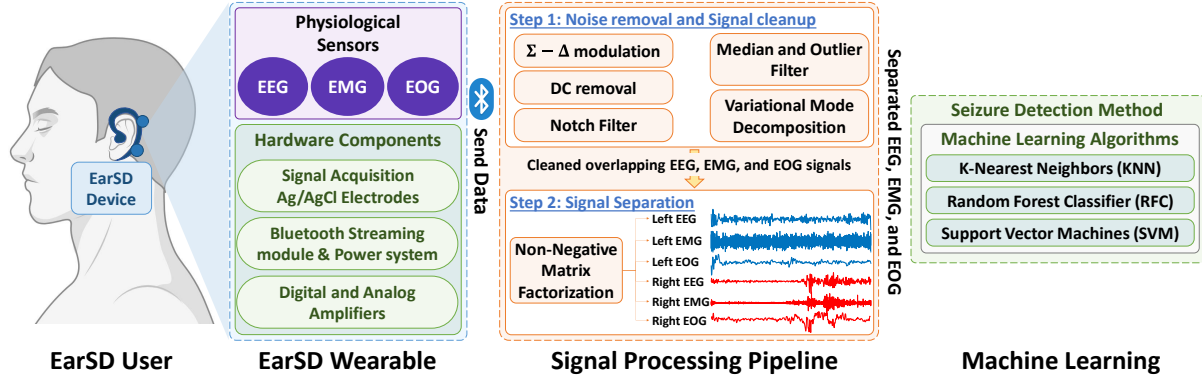 EarSD
Device
EarSD User
Physiological
Sensors
EEG
EMG
EOG
Hardware Components
Signal Acquisition
Ag/AgCl Electrodes
Bluetooth Streaming
module & Power system
Digital and Analog
Amplifiers
EarSD Wearable
Send Data
Step 1: Noise removal and Signal cleanup
Σ − Δ modulation
DC removal
Notch Filter
Median and Outlier
Filter
Variational Mode
Decomposition
Cleaned overlapping EEG, EMG, and EOG signals
Step 2: Signal Separation
Non-Negative
Matrix
Factorization
Left EEG
Left EMG
Left EOG
Right EEG
Right EMG
Right EOG
Signal Processing Pipeline
Separated EEG, EMG, and EOG
Seizure Detection Method
Machine Learning Algorithms
K-Nearest Neighbors (KNN)
Random Forest Classifier (RFC)
Support Vector Machines (SVM)
Machine Learning